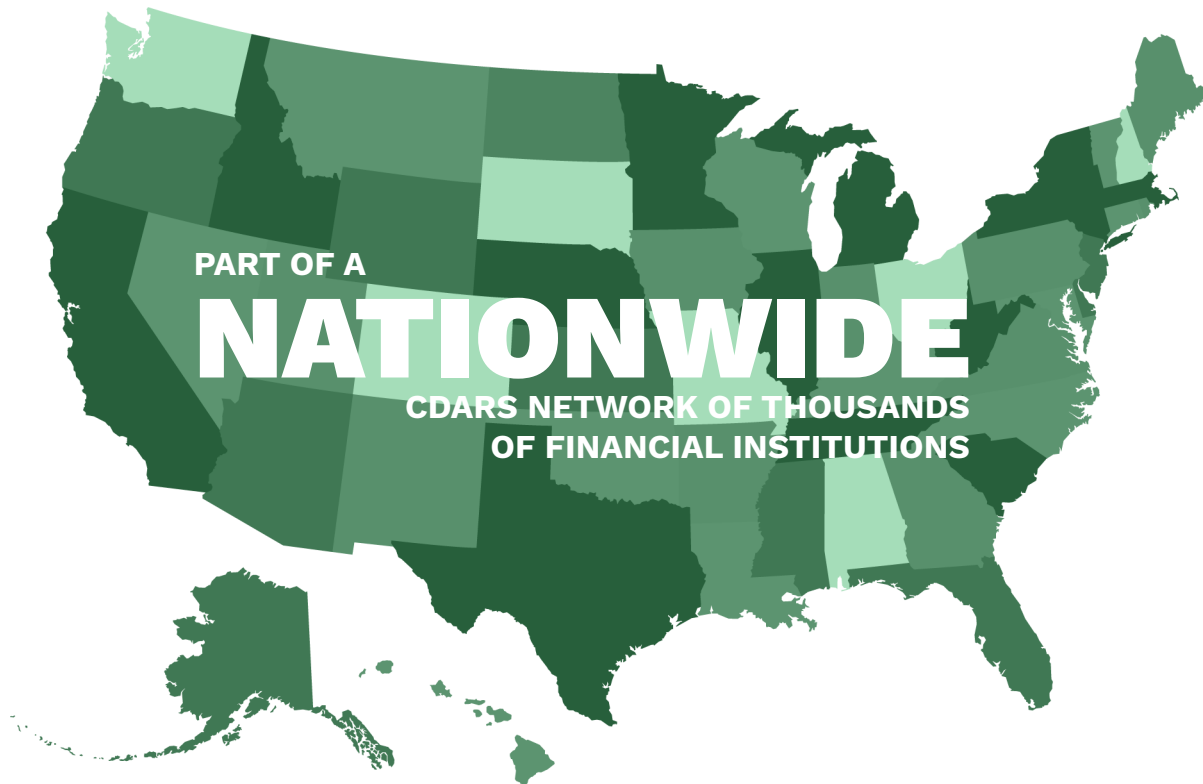 PART OF A
NATIONWIDE
CDARS NETWORK OF THOUSANDS
OF FINANCIAL INSTITUTIONS